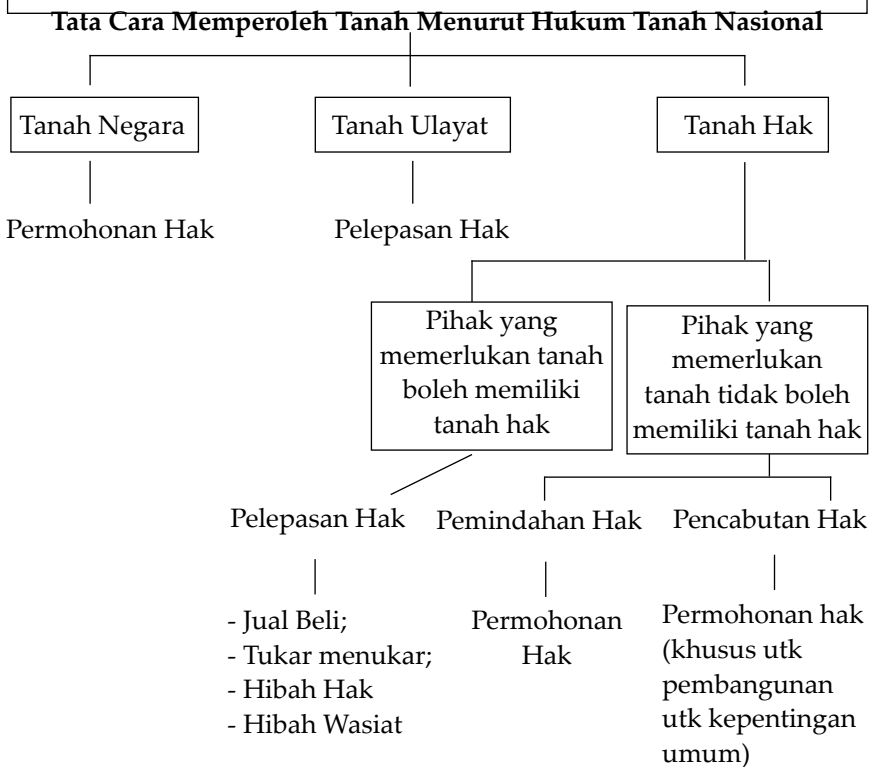 Tata Cara Memperoleh Tanah Menurut Hukum Tanah Nasional
Tanah Negara
Tanah Ulayat
Tanah Hak
Permohonan Hak
Pelepasan Hak
Pihak yang
memerlukan tanah
boleh memiliki
tanah hak
Pihak yang
memerlukan
tanah tidak boleh
memiliki tanah hak
Pelepasan Hak
Pemindahan Hak
Pencabutan Hak
- Jual Beli;
- Tukar menukar;
- Hibah Hak
- Hibah Wasiat
Permohonan
Hak
Permohonan hak
(khusus utk
pembangunan
utk kepentingan
umum)